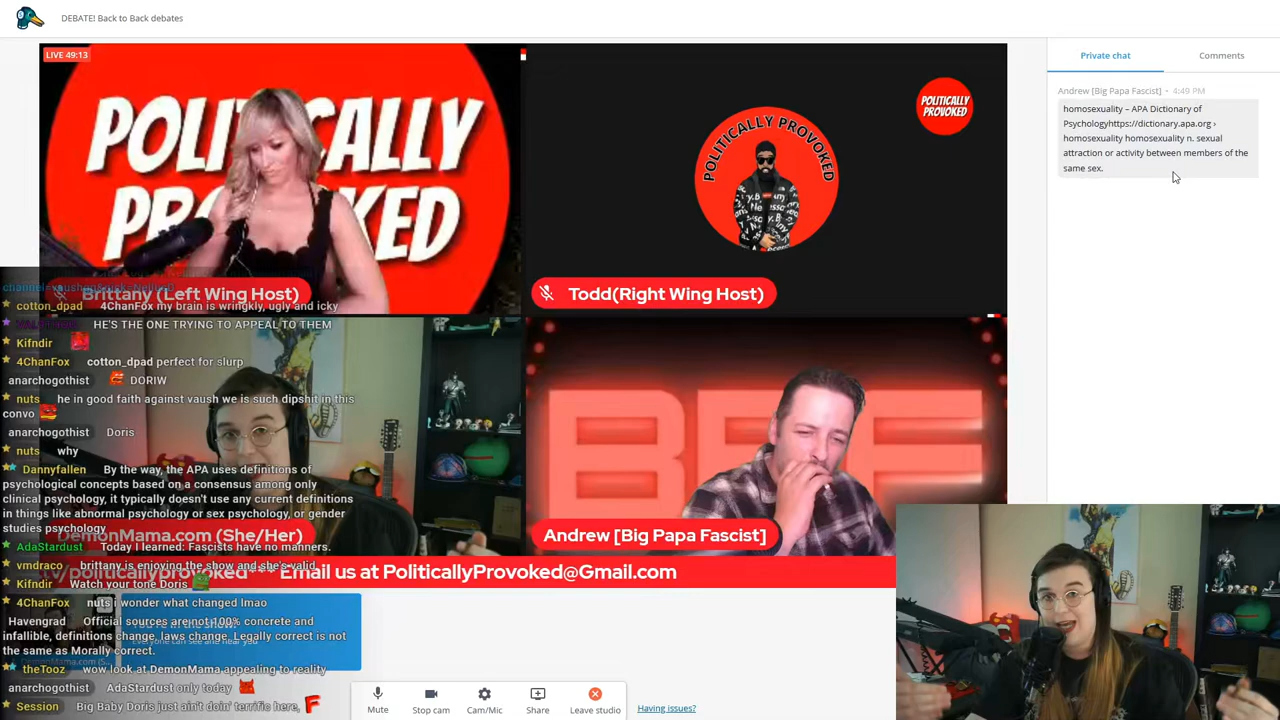 DEBATE! Back to Back debates
LIVE 49:13
POLITICALLY
PROVOKED
Brittany (Left Wing Host)
POLITICALLY PROVOKED
POLITICALLY
PROVOKED
Todd(Right Wing Host)
Private chat
Comments
Andrew [Big Papa Fascist] • 4:49 PM
homosexuality – APA Dictionary of
Psychologyhttps://dictionary.apa.org ›
homosexuality homosexuality n. sexual
attraction or activity between members of the
same sex.
cotton_dpad 4ChanFox my brain is wringkly, ugly and icky
HE'S THE ONE TRYING TO APPEAL TO THEM
Kifndir
4ChanFox cotton_dpad perfect for slurp
anarchogothist DORIW
nuts he in good faith against vaush we is such dipshit in this
convo
anarchogothist Doris
nuts why
Dannyfallen By the way, the APA uses definitions of
psychological concepts based on a consensus among only
clinical psychology, it typically doesn't use any current definitions
in things like abnormal psychology or sex psychology, or gender
studies psychology
DemonMama.com (She/Her)
AdaStardust Today I learned: Fascists have no manners.
vmdraco brittany is enjoying the show and she's valid
Kifndir Watch your tone Doris
4ChanFox nuts i wonder what changed lmao
Havengrad Official sources are not 100% concrete and
infallible, definitions change, laws change. Legally correct is not
the same as Morally correct.
theTooz wow look at DemonMama appealing to reality
anarchogothist AdaStardust only today
Session Big Baby Doris just ain't doin' terrific here,
BPF
Andrew [Big Papa Fascist]
tv/politicallyprovoked*** Email us at PoliticallyProvoked@Gmail.com
Mute
Stop cam
Cam/Mic
Share
Leave studio
Having issues?